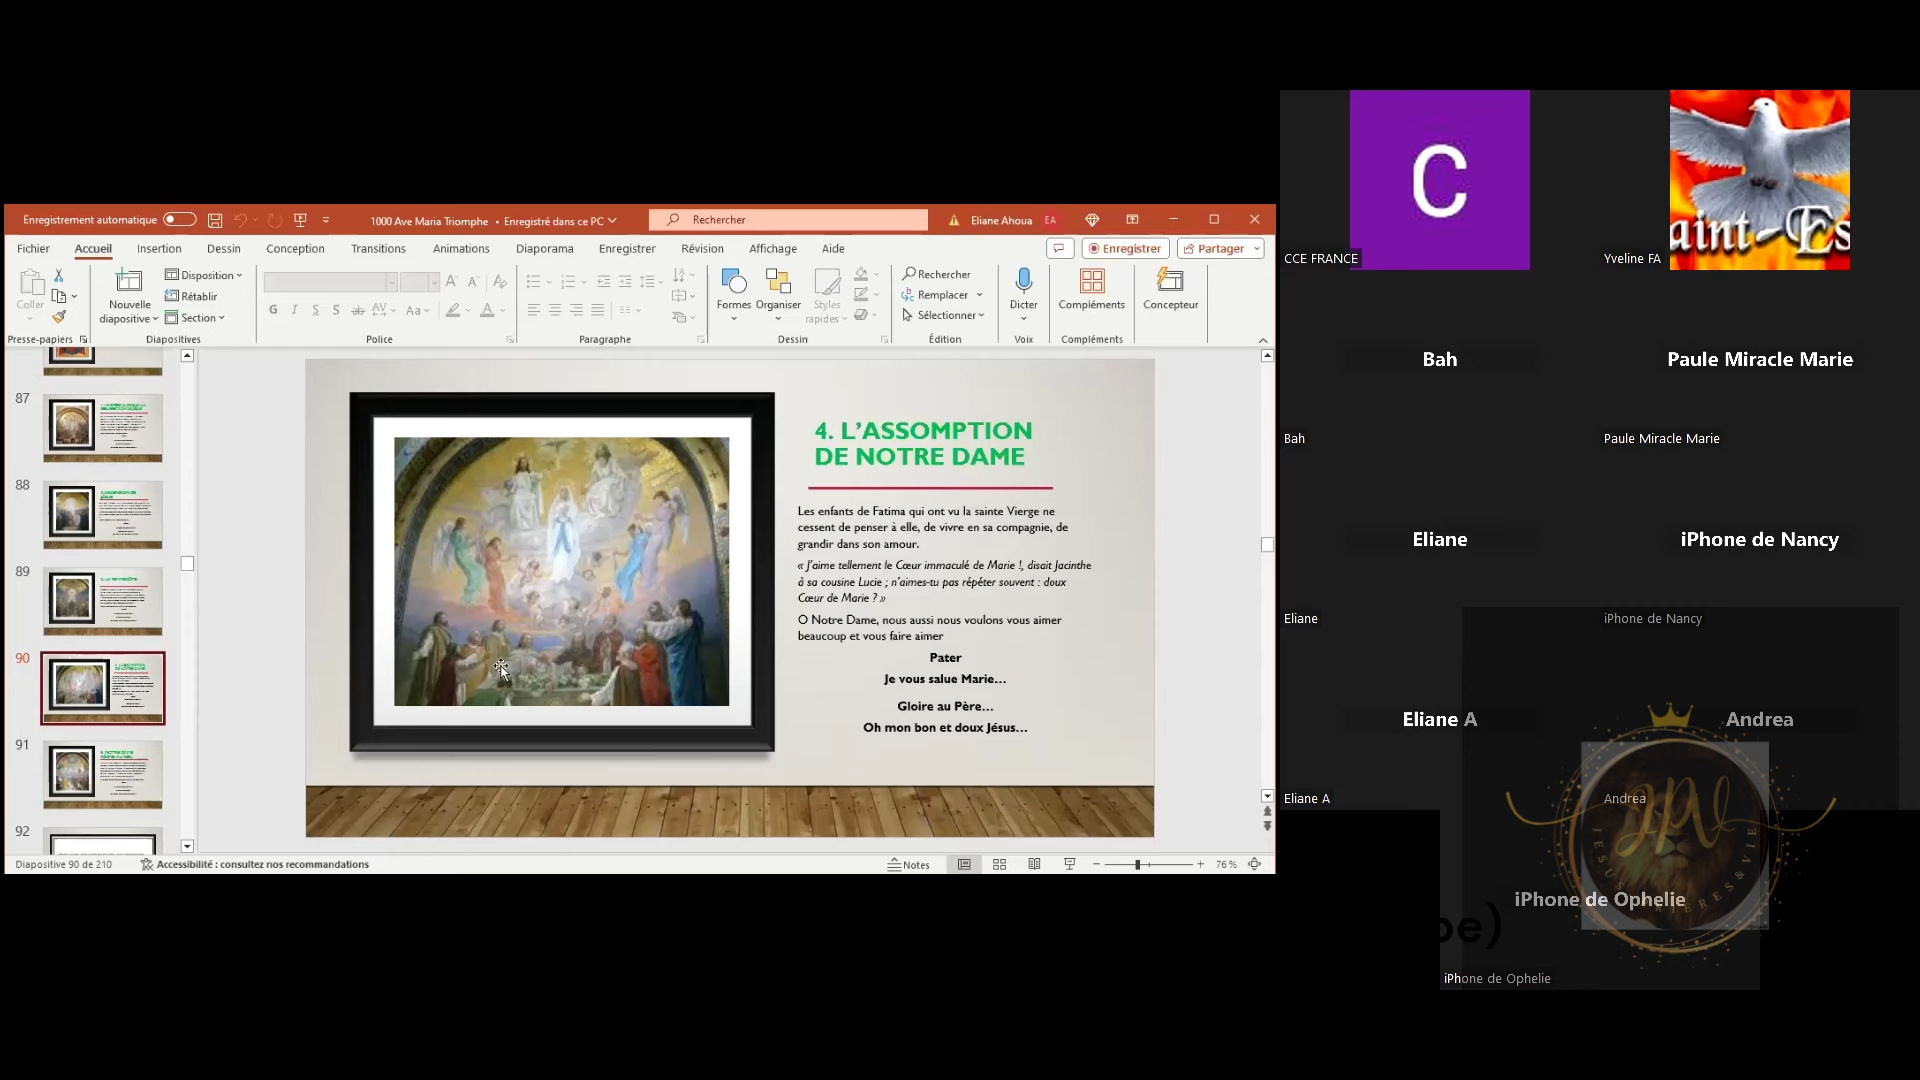 Enregistrement automatique
1000 Ave Maria Triomphe • Enregistré dans ce PC
Rechercher
Eliane Ahoua EA
Fichier Accueil Insertion Dessin Conception Transitions Animations Diaporama Enregistrer Révision Affichage Aide
Enregistrer
Partager
Coller
Presse-papiers
Nouvelle
diapositive
Disposition
Rétablir
Section
Diapositives
G I S S ab AV Aa A
Police
Paragraphe
Formes
Organiser
Styles
rapides
Dessin
Rechercher
Remplacer
Sélectionner
Édition
Dicter
Voix
Compléments
Compléments
Concepteur
87
88
89
90
91
92
4. L’ASSOMPTION
DE NOTRE DAME
Les enfants de Fatima qui ont vu la sainte Vierge ne
cessent de penser à elle, de vivre en sa compagnie, de
grandir dans son amour.
« J’aime tellement le Cœur immaculé de Marie !, disait Jacinthe
à sa cousine Lucie ; n’aimes-tu pas répéter souvent : doux
Cœur de Marie ? »
O Notre Dame, nous aussi nous voulons vous aimer
beaucoup et vous faire aimer
Pater
Je vous salue Marie…
Gloire au Père…
Oh mon bon et doux Jésus…
Diapositive 90 de 210
Accessibilité : consultez nos recommandations
Notes
76 %
C
CCE FRANCE
aint-Es
Yveline FA
Bah
Paule Miracle Marie
Bah
Paule Miracle Marie
Eliane
iPhone de Nancy
Eliane
iPhone de Nancy
Eliane A
Andrea
Eliane A
Andrea
JPV
iPhone de Ophelie
be)
iPhone de Ophelie